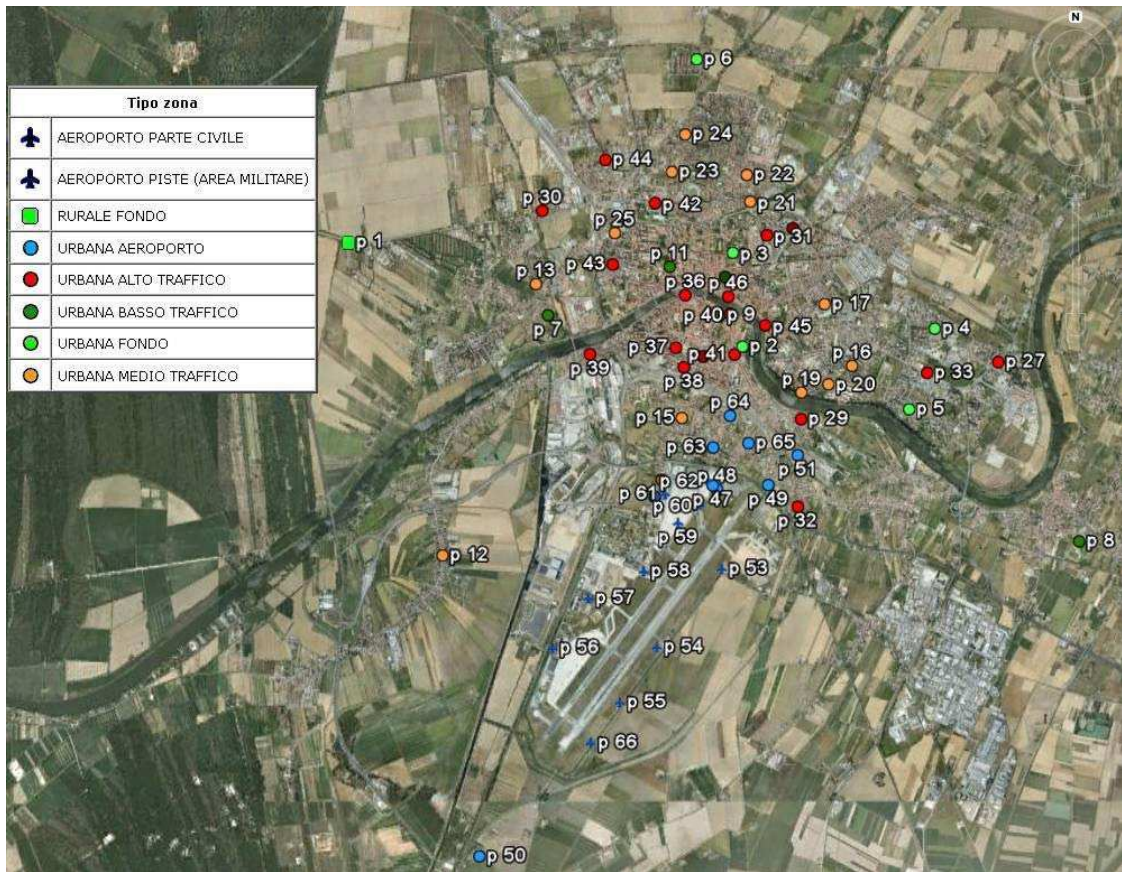 N
p 6
Tipo zona
AEROPORTO PARTE CIVILE
AEROPORTO PISTE (AREA MILITARE)
RURALE FONDO
URBANA AEROPORTO
URBANA ALTO TRAFFICO
URBANA BASSO TRAFFICO
URBANA FONDO
URBANA MEDIO TRAFFICO
p 24
p 44
p 23
p 22
p 30
p 42
p 21
p 25
p 31
p 1
p 11
p 3
p 13
p 43
p 36
p 46
p 17
p 7
p 40
p 9
p 45
p 4
p 37
p 41
p 2
p 39
p 38
p 16
p 27
p 33
p 19
p 20
p 15
p 64
p 29
p 5
p 63
p 65
p 51
p 62
p 48
p 61
p 60
p 47
p 49
p 32
p 59
p 8
p 12
p 58
p 53
p 57
p 56
p 54
p 55
p 66
p 50